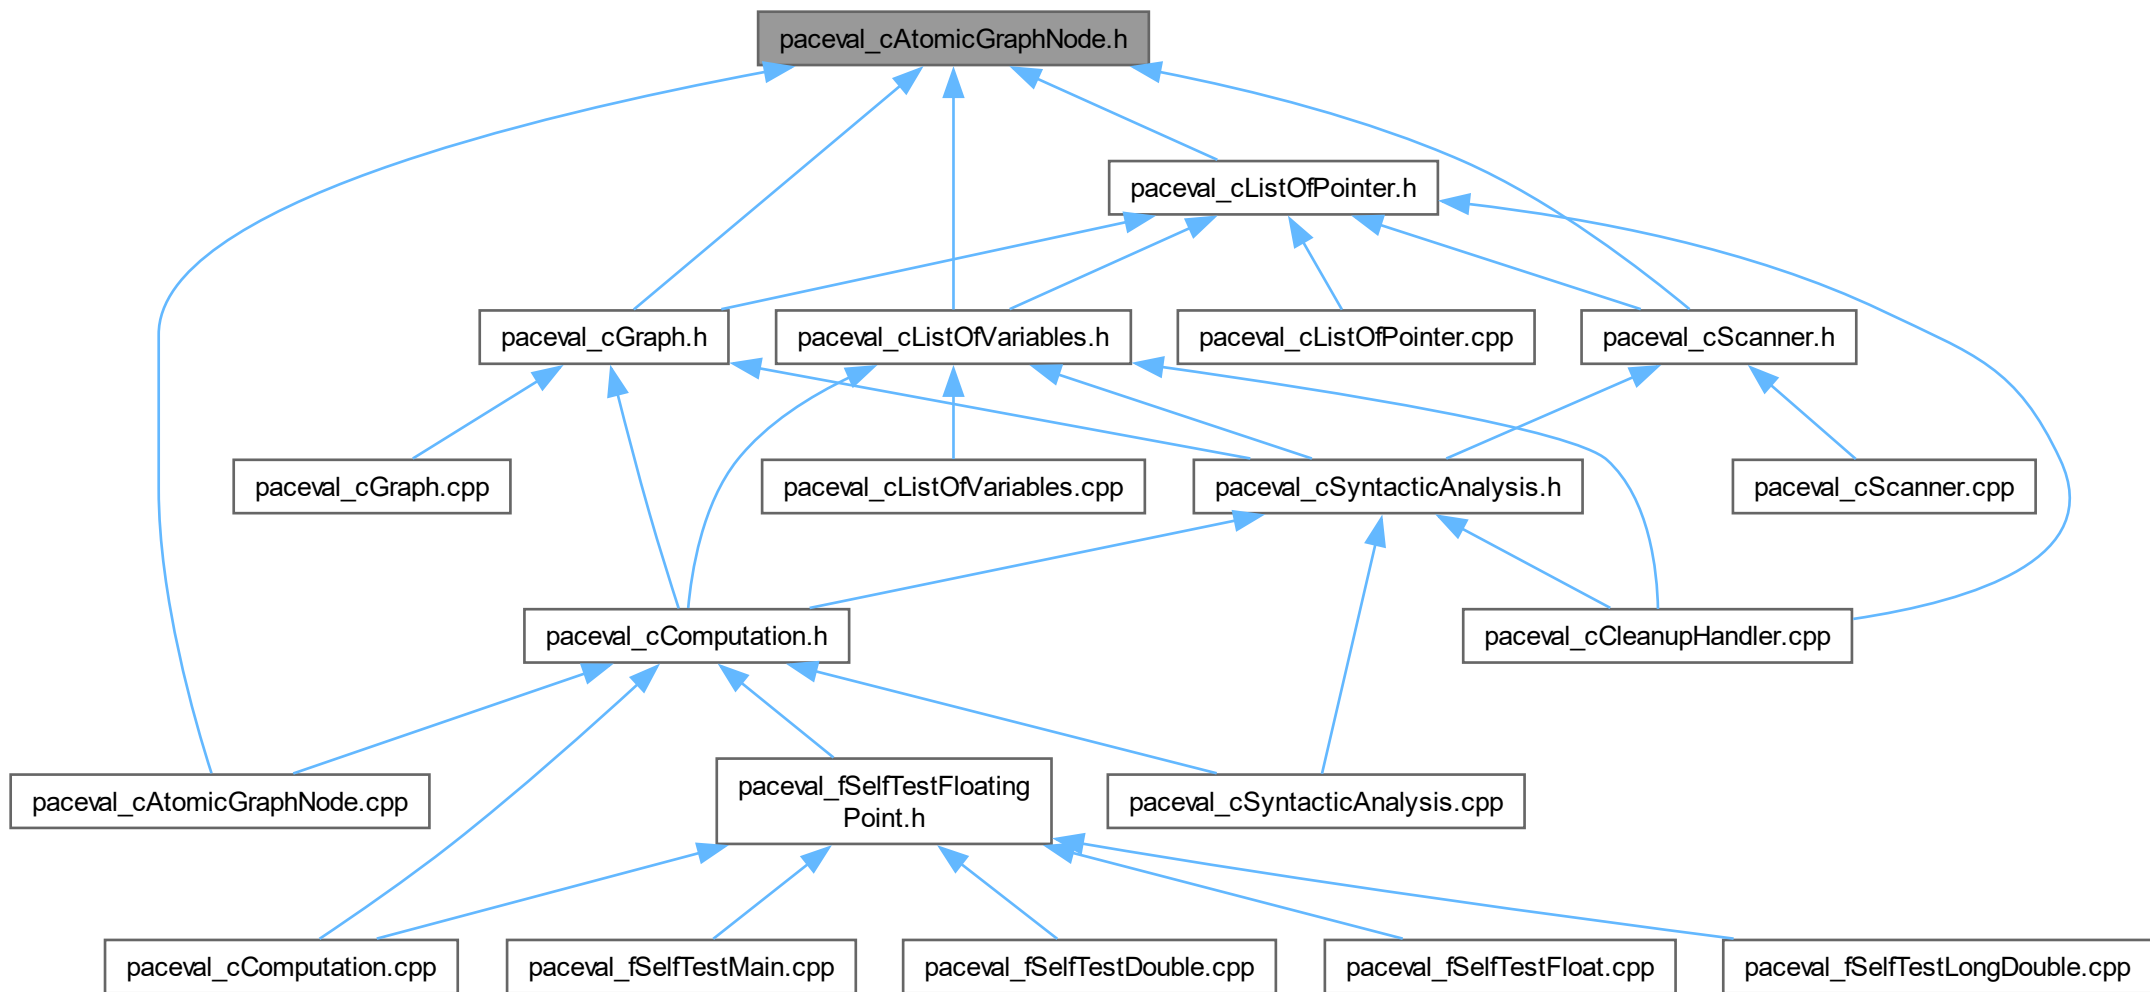 paceval_cAtomicGraphNode.h
paceval_cListOfPointer.h
paceval_cGraph.h
paceval_cListOfVariables.h
paceval_cListOfPointer.cpp
paceval_cScanner.h
paceval_cGraph.cpp
paceval_cListOfVariables.cpp
paceval_cSyntacticAnalysis.h
paceval_cScanner.cpp
paceval_cComputation.h
paceval_cCleanupHandler.cpp
paceval_cAtomicGraphNode.cpp
paceval_fSelfTestFloating
Point.h
paceval_cSyntacticAnalysis.cpp
paceval_cComputation.cpp
paceval_fSelfTestMain.cpp
paceval_fSelfTestDouble.cpp
paceval_fSelfTestFloat.cpp
paceval_fSelfTestLongDouble.cpp